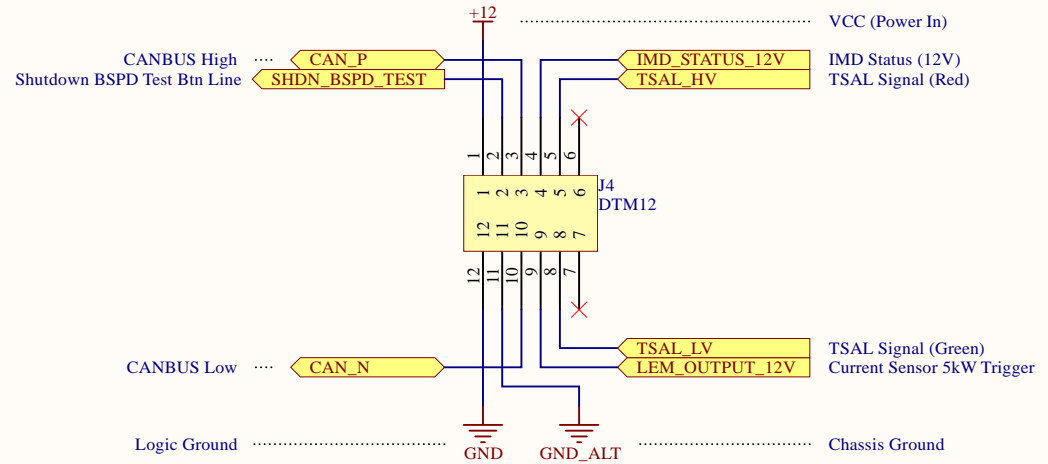 +12
VCC (Power In)
CANBUS High
CAN_P
IMD_STATUS_12V
IMD Status (12V)
Shutdown BSPD Test Btn Line
SHDN_BSPD_TEST
TSAL_HV
TSAL Signal (Red)
1 2 3 4 5 6
J4
1 2 3 4 5 6
DTM12
12 11 10 9 8 7
12 11 10 9 8 7
TSAL_LV
TSAL Signal (Green)
CANBUS Low
CAN_N
LEM_OUTPUT_12V
Current Sensor 5kW Trigger
Logic Ground
GND
GND_ALT
Chassis Ground